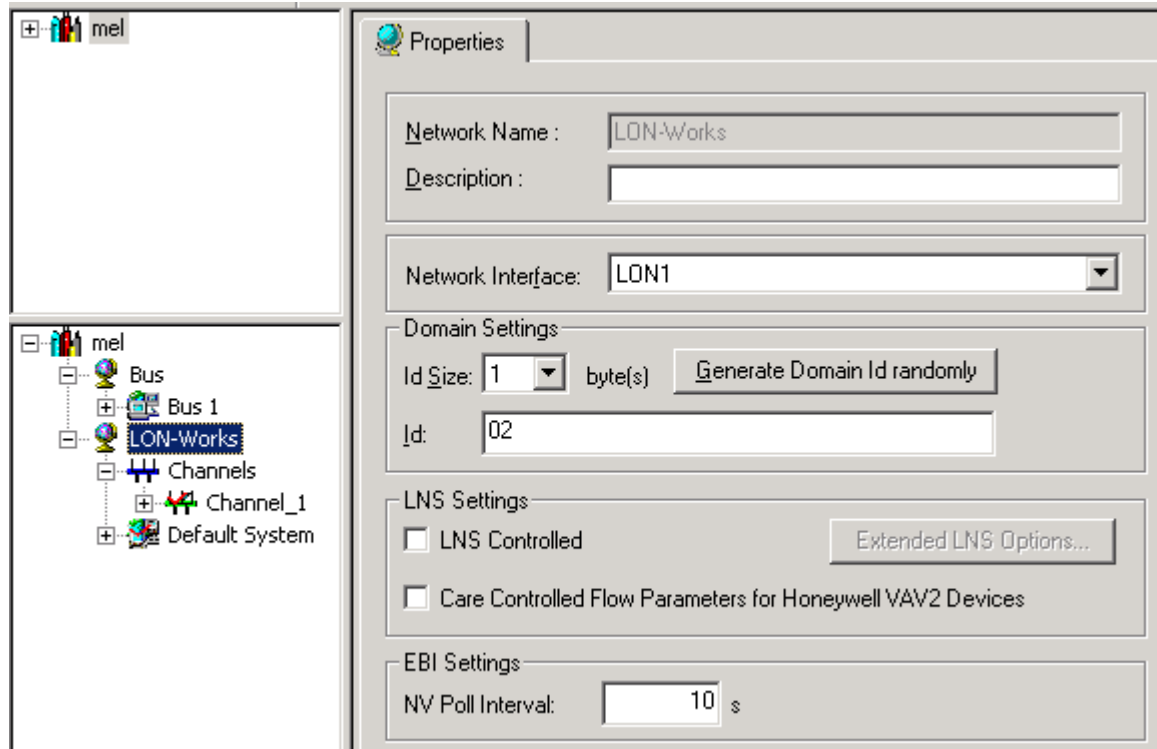 mel
Properties
Network Name : LON-Works
Description :
Network Interface: LON1
mel
Bus
Bus 1
LON-Works
Channels
Channel_1
Default System
Domain Settings
Id Size: 1 byte(s) Generate Domain Id randomly
Id: 02
LNS Settings
LNS Controlled Extended LNS Options...
Care Controlled Flow Parameters for Honeywell VAV2 Devices
EBI Settings
NV Poll Interval: 10 s